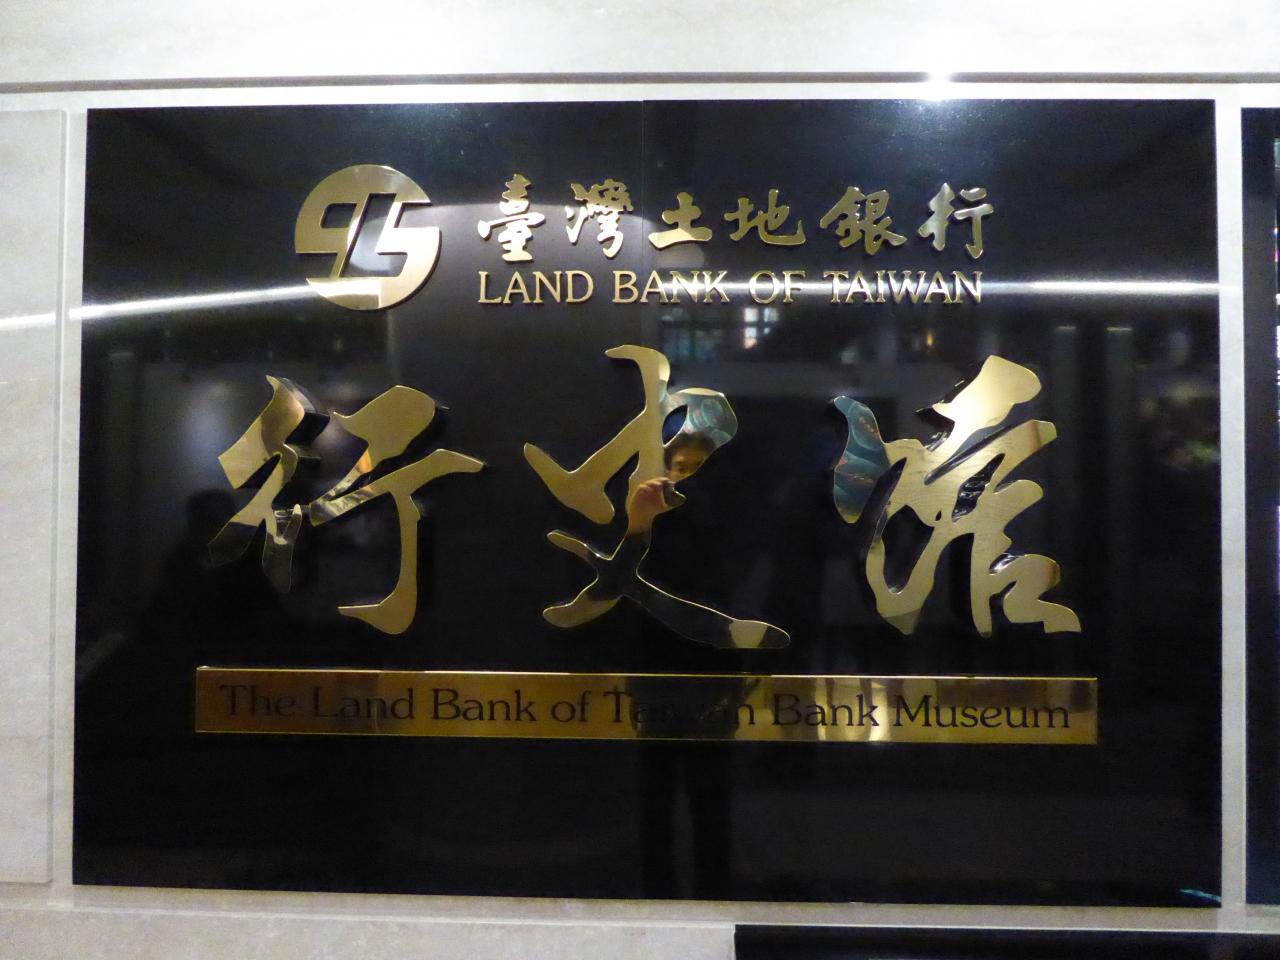 臺灣土地銀行
LAND BANK OF TAIWAN
行史館
The Land Bank of Taiwan Bank Museum